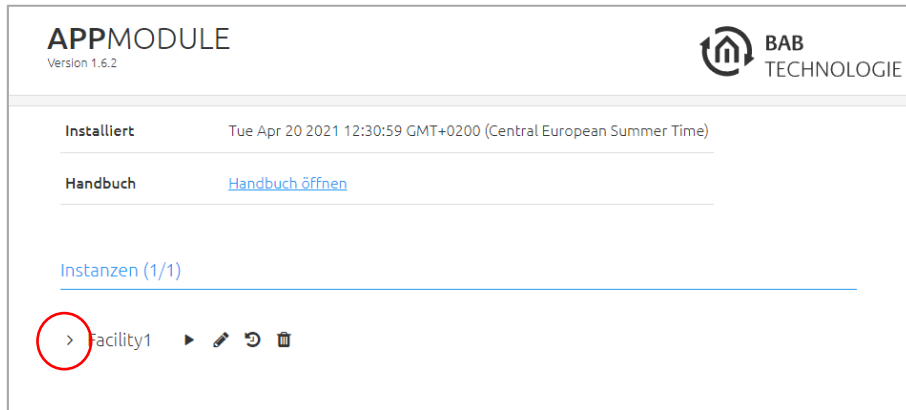 APPMODULE
Version 1.6.2
BAB
TECHNOLOGIE
Installiert Tue Apr 20 2021 12:30:59 GMT+0200 (Central European Summer Time)
Handbuch Handbuch öffnen
Instanzen (1/1)
Facility1